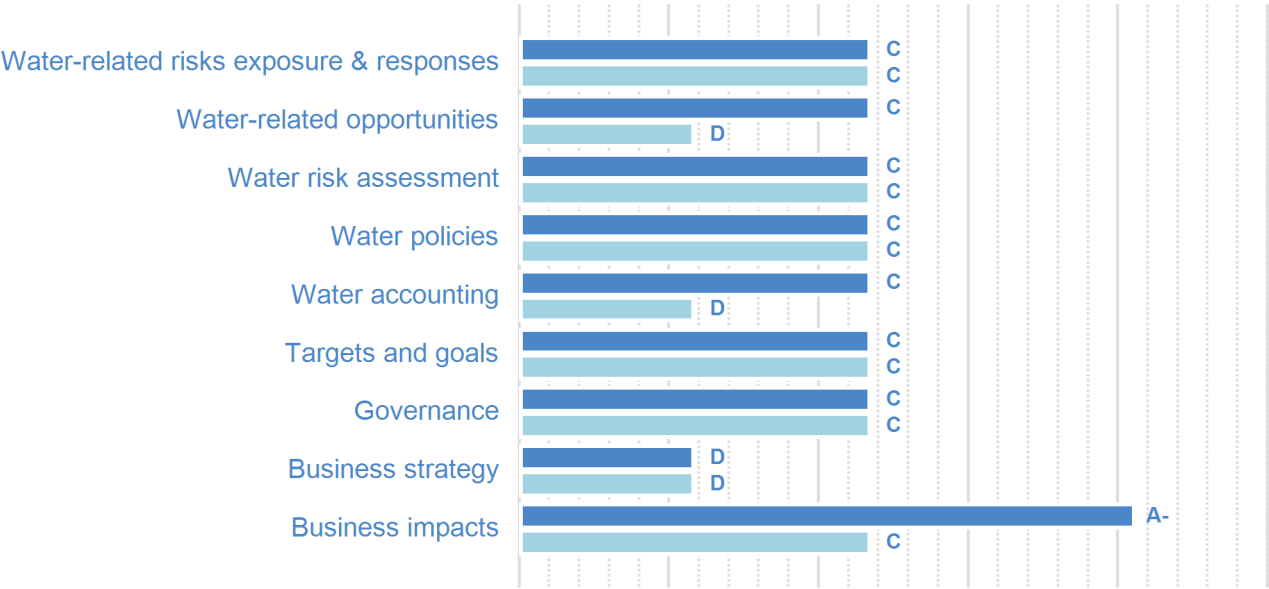 Water-related risks exposure & responses
C
C
Water-related opportunities
C
D
Water risk assessment
C
C
Water policies
C
C
Water accounting
C
D
Targets and goals
C
C
Governance
C
C
Business strategy
D
D
Business impacts
A-
C